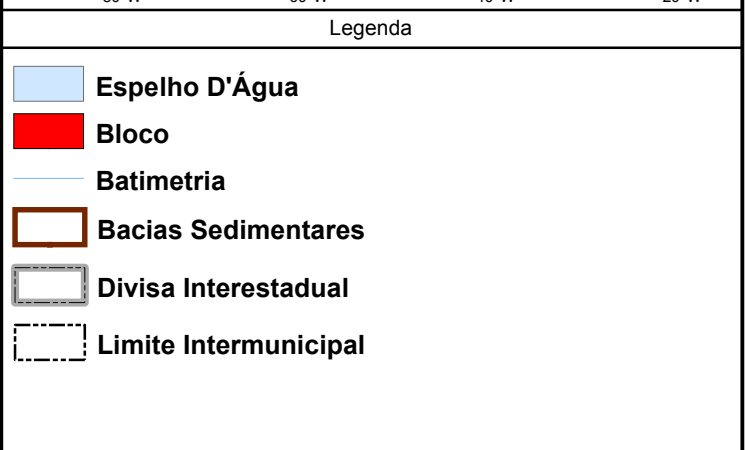 Legenda
Espelho D'Água
Bloco
Batimetria
Bacias Sedimentares
Divisa Interestadual
Limite Intermunicipal